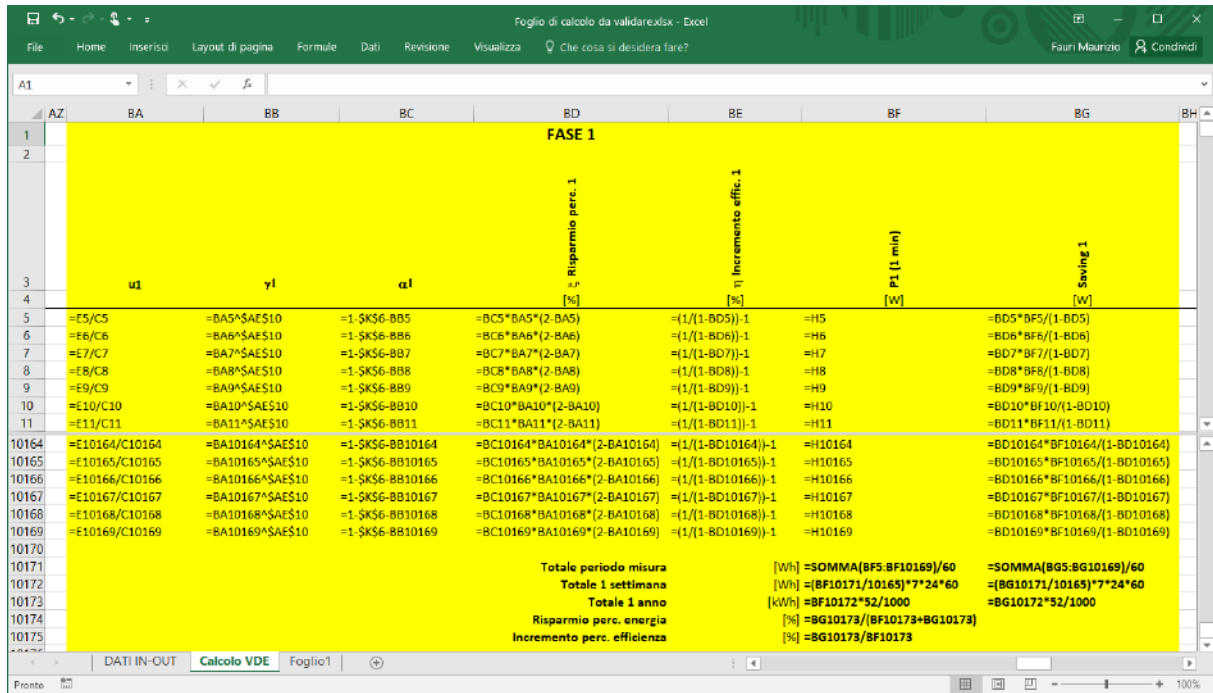 Foglio di calcolo da validare.xlsx - Excel
File Home Inserisci Layout di pagina Formule Dati Revisione Visualizza Che cosa si desidera fare? Fauri Maurizio Condividi
A1 fx
AZ BA BB BC BD BE BF BG BH
1 FASE 1
2
3 u1 γ1 α1 ξ Risparmio perc. 1 η Incremento effic. 1 P1 (1 min) Saving 1
4 [%] [%] [W] [W]
5 =E5/C5 =BA5^$AE$10 =1-$K$6-BB5 =BC5*BA5*(2-BA5) =(1/(1-BD5))-1 =H5 =BD5*BF5/(1-BD5)
6 =E6/C6 =BA6^$AE$10 =1-$K$6-BB6 =BC6*BA6*(2-BA6) =(1/(1-BD6))-1 =H6 =BD6*BF6/(1-BD6)
7 =E7/C7 =BA7^$AE$10 =1-$K$6-BB7 =BC7*BA7*(2-BA7) =(1/(1-BD7))-1 =H7 =BD7*BF7/(1-BD7)
8 =E8/C8 =BA8^$AE$10 =1-$K$6-BB8 =BC8*BA8*(2-BA8) =(1/(1-BD8))-1 =H8 =BD8*BF8/(1-BD8)
9 =E9/C9 =BA9^$AE$10 =1-$K$6-BB9 =BC9*BA9*(2-BA9) =(1/(1-BD9))-1 =H9 =BD9*BF9/(1-BD9)
10 =E10/C10 =BA10^$AE$10 =1-$K$6-BB10 =BC10*BA10*(2-BA10) =(1/(1-BD10))-1 =H10 =BD10*BF10/(1-BD10)
11 =E11/C11 =BA11^$AE$10 =1-$K$6-BB11 =BC11*BA11*(2-BA11) =(1/(1-BD11))-1 =H11 =BD11*BF11/(1-BD11)
10164 =E10164/C10164 =BA10164^$AE$10 =1-$K$6-BB10164 =BC10164*BA10164*(2-BA10164) =(1/(1-BD10164))-1 =H10164 =BD10164*BF10164/(1-BD10164)
10165 =E10165/C10165 =BA10165^$AE$10 =1-$K$6-BB10165 =BC10165*BA10165*(2-BA10165) =(1/(1-BD10165))-1 =H10165 =BD10165*BF10165/(1-BD10165)
10166 =E10166/C10166 =BA10166^$AE$10 =1-$K$6-BB10166 =BC10166*BA10166*(2-BA10166) =(1/(1-BD10166))-1 =H10166 =BD10166*BF10166/(1-BD10166)
10167 =E10167/C10167 =BA10167^$AE$10 =1-$K$6-BB10167 =BC10167*BA10167*(2-BA10167) =(1/(1-BD10167))-1 =H10167 =BD10167*BF10167/(1-BD10167)
10168 =E10168/C10168 =BA10168^$AE$10 =1-$K$6-BB10168 =BC10168*BA10168*(2-BA10168) =(1/(1-BD10168))-1 =H10168 =BD10168*BF10168/(1-BD10168)
10169 =E10169/C10169 =BA10169^$AE$10 =1-$K$6-BB10169 =BC10169*BA10169*(2-BA10169) =(1/(1-BD10169))-1 =H10169 =BD10169*BF10169/(1-BD10169)
10170
10171 Totale periodo misura [Wh] =SOMMA(BF5:BF10169)/60 =SOMMA(BG5:BG10169)/60
10172 Totale 1 settimana [Wh] =(BF10171/10165)*7*24*60 =(BG10171/10165)*7*24*60
10173 Totale 1 anno [kWh] =BF10172*52/1000 =BG10172*52/1000
10174 Risparmio perc. energia [%] =BG10173/(BF10173+BG10173)
10175 Incremento perc. efficienza [%] =BG10173/BF10173
DATI IN-OUT Calcolo VDE Foglio1
Pronto 100%